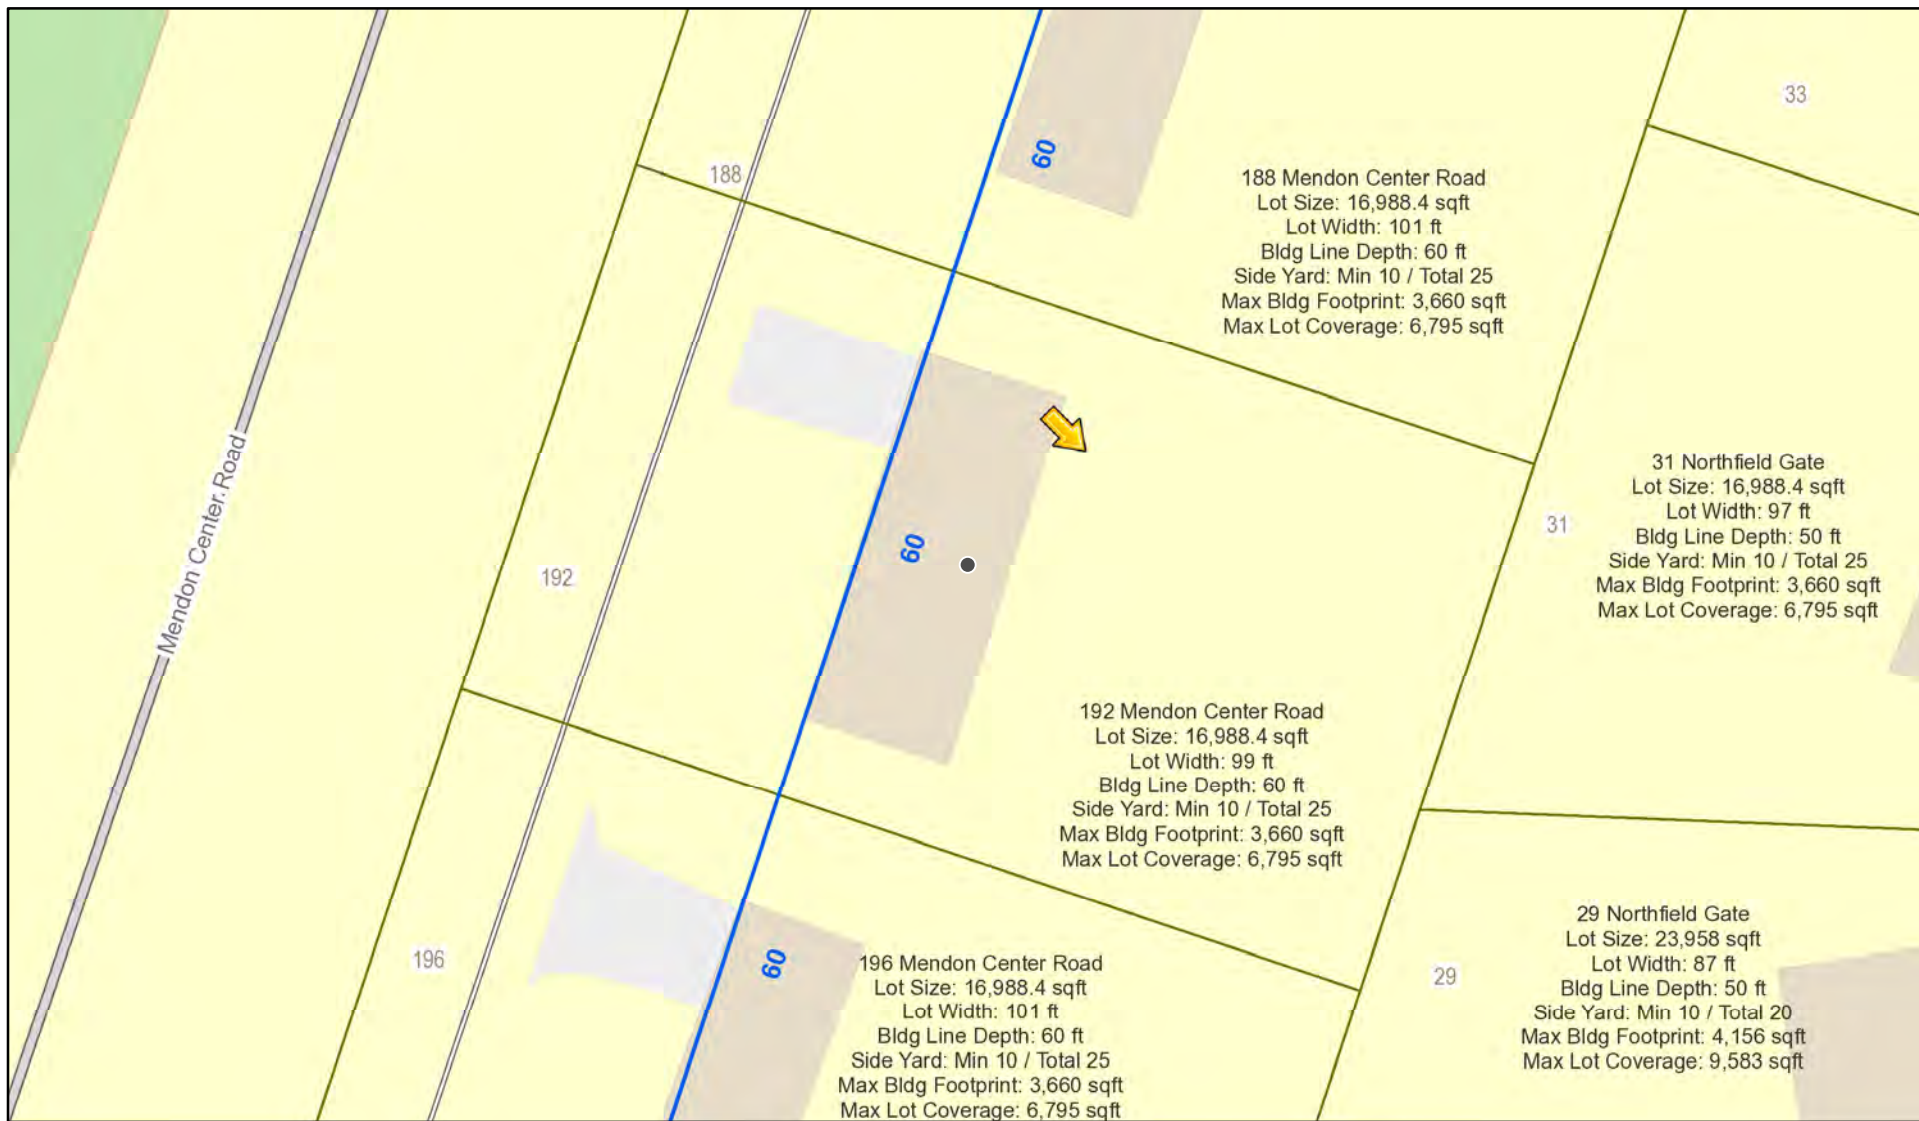 33
60
188
188 Mendon Center Road
Lot Size: 16,988.4 sqft
Lot Width: 101 ft
Bldg Line Depth: 60 ft
Side Yard: Min 10 / Total 25
Max Bldg Footprint: 3,660 sqft
Max Lot Coverage: 6,795 sqft
Mendon Center Road
31 Northfield Gate
Lot Size: 16,988.4 sqft
Lot Width: 97 ft
Bldg Line Depth: 50 ft
Side Yard: Min 10 / Total 25
Max Bldg Footprint: 3,660 sqft
Max Lot Coverage: 6,795 sqft
31
60
192
192 Mendon Center Road
Lot Size: 16,988.4 sqft
Lot Width: 99 ft
Bldg Line Depth: 60 ft
Side Yard: Min 10 / Total 25
Max Bldg Footprint: 3,660 sqft
Max Lot Coverage: 6,795 sqft
196
60
196 Mendon Center Road
Lot Size: 16,988.4 sqft
Lot Width: 101 ft
Bldg Line Depth: 60 ft
Side Yard: Min 10 / Total 25
Max Bldg Footprint: 3,660 sqft
Max Lot Coverage: 6,795 sqft
29
29 Northfield Gate
Lot Size: 23,958 sqft
Lot Width: 87 ft
Bldg Line Depth: 50 ft
Side Yard: Min 10 / Total 20
Max Bldg Footprint: 4,156 sqft
Max Lot Coverage: 9,583 sqft